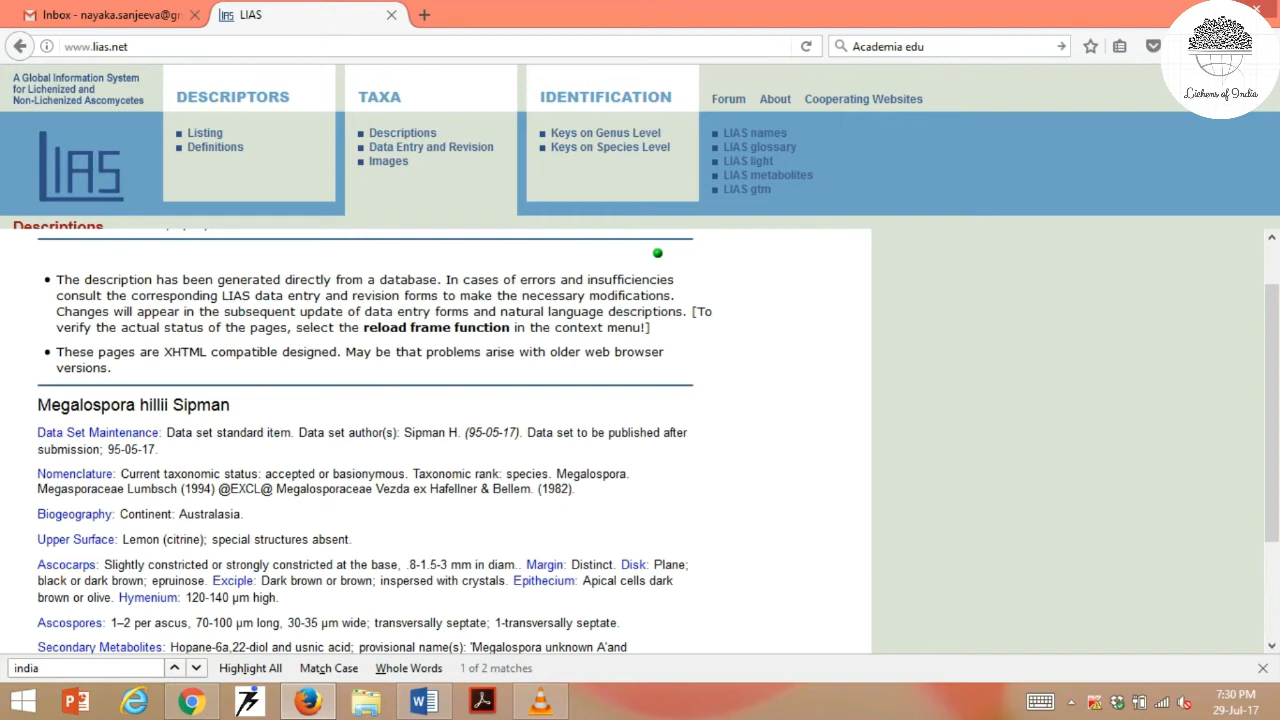 Inbox - nayaka.sanjeeva@gr
LIAS
www.lias.net
Academia edu
Lichens of India
A Global Information System
for Lichenized and
Non-Lichenized Ascomycetes
LIAS
DESCRIPTORS
Listing
Definitions
TAXA
Descriptions
Data Entry and Revision
Images
IDENTIFICATION
Keys on Genus Level
Keys on Species Level
Forum About Cooperating Websites
LIAS names
LIAS glossary
LIAS light
LIAS metabolites
LIAS gtm
Descriptions
• The description has been generated directly from a database. In cases of errors and insufficiencies
consult the corresponding LIAS data entry and revision forms to make the necessary modifications.
Changes will appear in the subsequent update of data entry forms and natural language descriptions. [To
verify the actual status of the pages, select the reload frame function in the context menu!]
• These pages are XHTML compatible designed. May be that problems arise with older web browser
versions.
Megalospora hillii Sipman
Data Set Maintenance: Data set standard item. Data set author(s): Sipman H. (95-05-17). Data set to be published after
submission; 95-05-17.
Nomenclature: Current taxonomic status: accepted or basionymous. Taxonomic rank: species. Megalospora.
Megasporaceae Lumbsch (1994) @EXCL@ Megalosporaceae Vezda ex Hafellner & Bellem. (1982).
Biogeography: Continent: Australasia.
Upper Surface: Lemon (citrine); special structures absent.
Ascocarps: Slightly constricted or strongly constricted at the base, .8-1.5-3 mm in diam.. Margin: Distinct. Disk: Plane;
black or dark brown; epruinose. Exciple: Dark brown or brown; inspersed with crystals. Epithecium: Apical cells dark
brown or olive. Hymenium: 120-140 µm high.
Ascospores: 1–2 per ascus, 70-100 µm long, 30-35 µm wide; transversally septate; 1-transversally septate.
Secondary Metabolites: Hopane-6a,22-diol and usnic acid; provisional name(s): 'Megalospora unknown A'and
india
Highlight All Match Case Whole Words 1 of 2 matches
7:30 PM
29-Jul-17